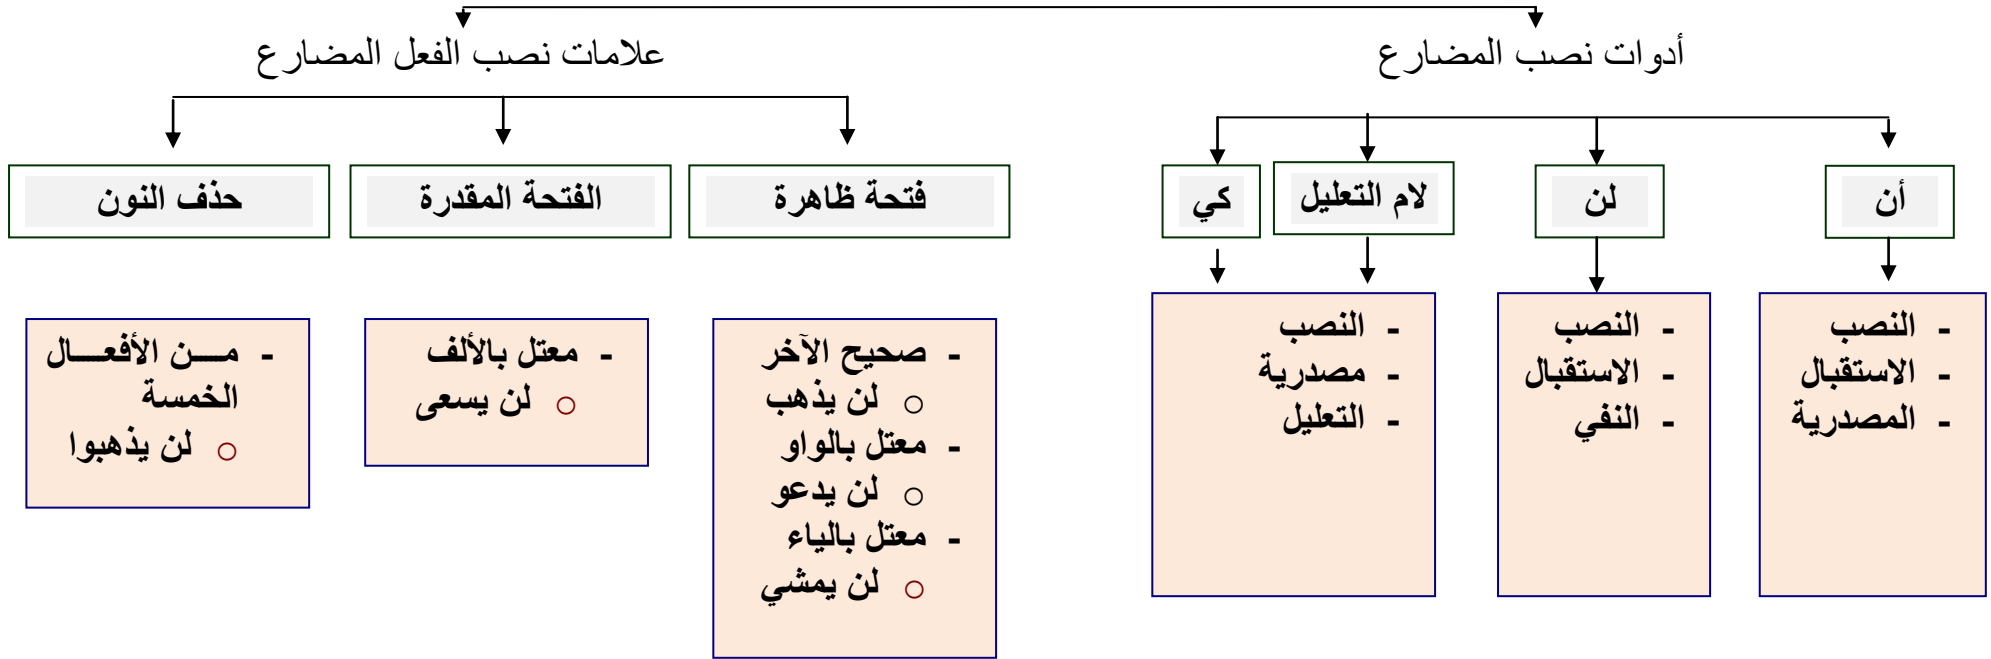 أدوات نصب المضارع
علامات نصب الفعل المضارع
أن
لن
لام التعليل
كي
فتحة ظاهرة
الفتحة المقدرة
حذف النون
- النصب
- الاستقبال
- المصدرية
- النصب
- الاستقبال
- النفي
- النصب
- مصدرية
- التعليل
- صحيح الآخر
○ لن يذهب
- معتل بالواو
○ لن يدعو
- معتل بالياء
○ لن يمشي
- معتل بالألف
○ لن يسعى
- مـــن الأفعـــال
الخمسة
○ لن يذهبوا